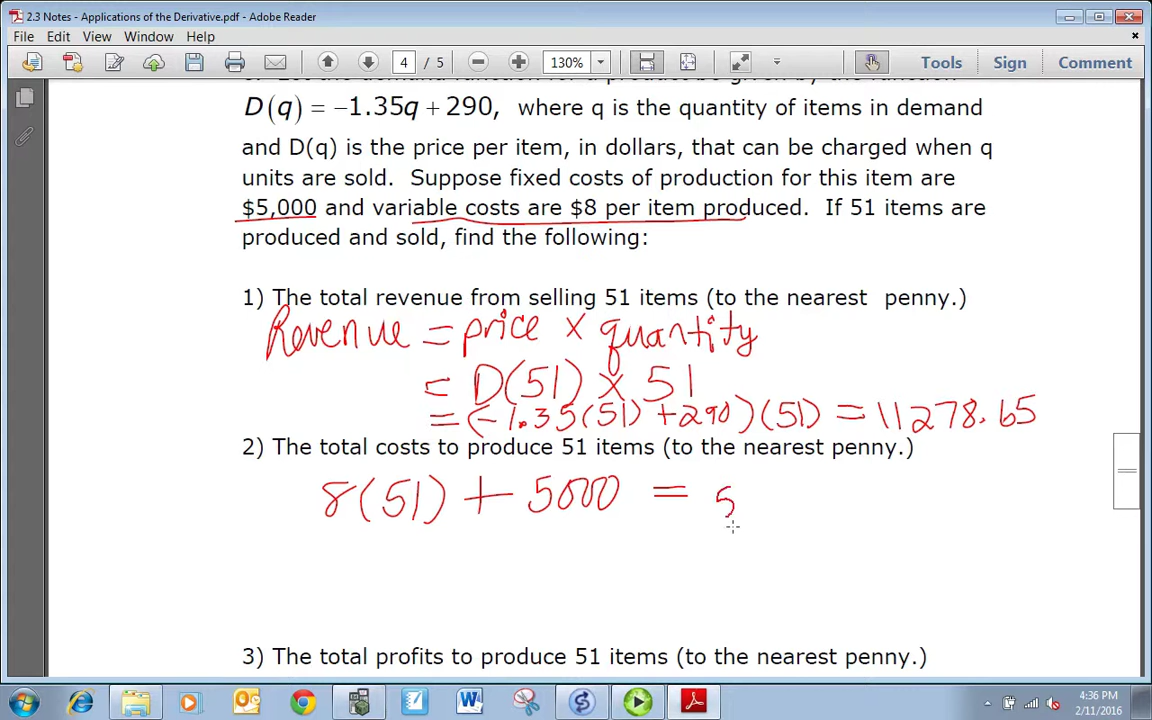 2.3 Notes - Applications of the Derivative.pdf - Adobe Reader
File Edit View Window Help
4 / 5 130% Tools Sign Comment
D(q) = −1.35q + 290, where q is the quantity of items in demand
and D(q) is the price per item, in dollars, that can be charged when q
units are sold. Suppose fixed costs of production for this item are
$5,000 and variable costs are $8 per item produced. If 51 items are
produced and sold, find the following:
1) The total revenue from selling 51 items (to the nearest penny.)
Revenue = price × quantity
= D(51) × 51
= (-1.35(51) + 290)(51) = 11278.65
2) The total costs to produce 51 items (to the nearest penny.)
8(51) + 5000 = 5
3) The total profits to produce 51 items (to the nearest penny.)
4:36 PM
2/11/2016